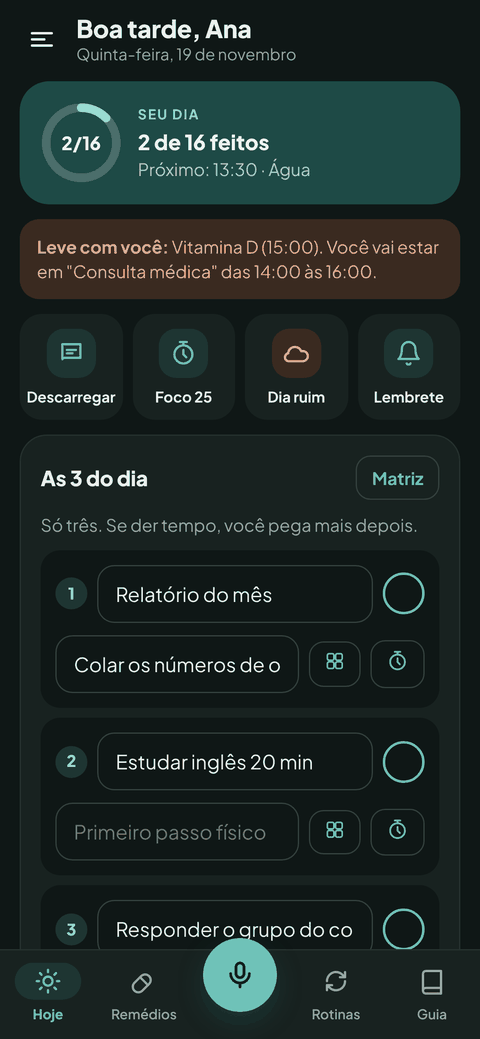 Boa tarde, Ana
Quinta-feira, 19 de novembro
2/16
SEU DIA
2 de 16 feitos
Próximo: 13:30 · Água
Leve com você: Vitamina D (15:00). Você vai estar
em "Consulta médica" das 14:00 às 16:00.
Descarregar
Foco 25
Dia ruim
Lembrete
As 3 do dia
Matriz
Só três. Se der tempo, você pega mais depois.
1
Relatório do mês
Colar os números de o
2
Estudar inglês 20 min
Primeiro passo físico
3
Responder o grupo do co
Hoje
Remédios
Rotinas
Guia